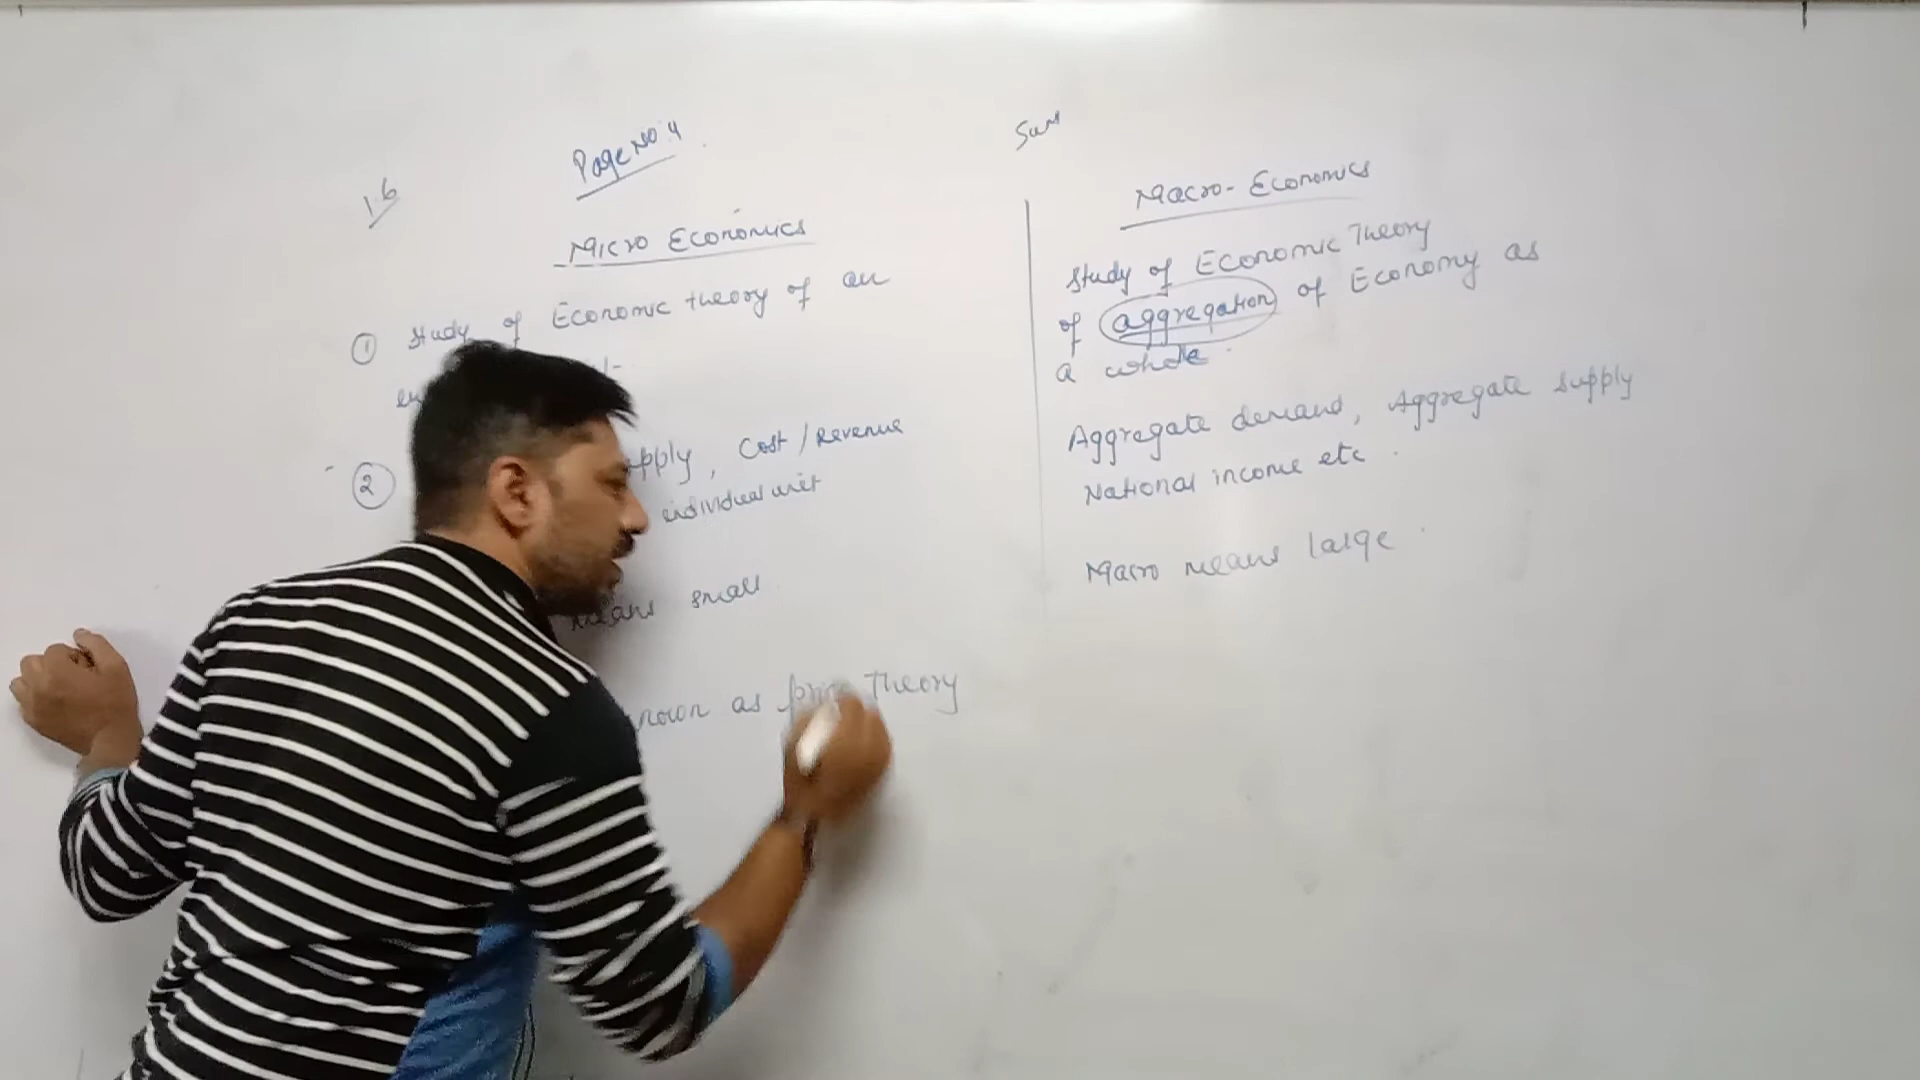 Page NO 4
1.6
Micro Economics
① Study of Economic theory of an
② Cost / Revenue
individual unit
means small
as price Theory
Macro- Economics
Study of Economic Theory
of aggregation of Economy as
a whole.
Aggregate demand, Aggregate supply
National income etc.
Macro means large.